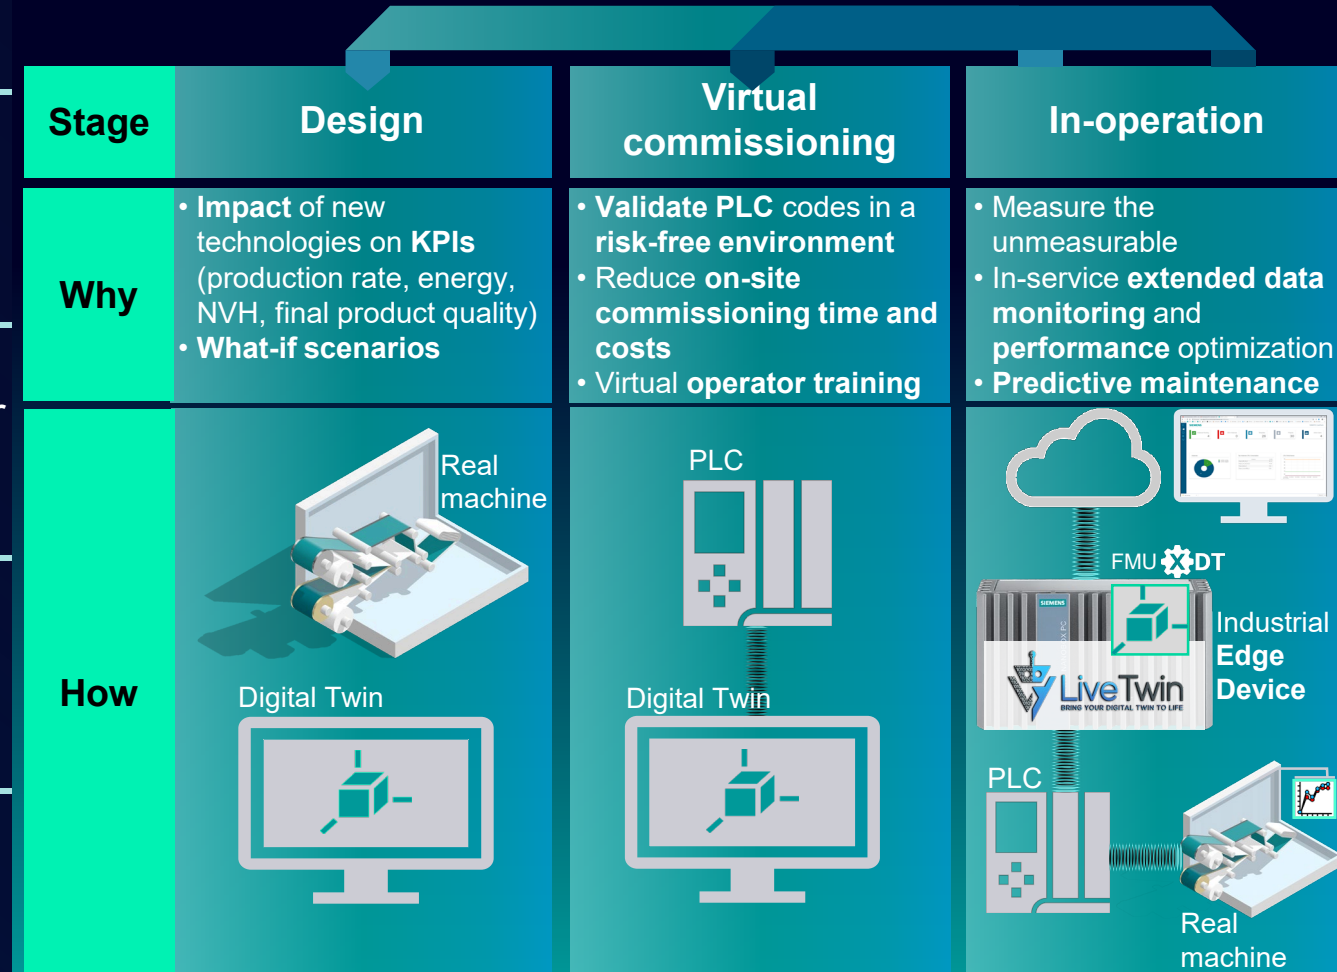 Stage
Design
Virtual
commissioning
In-operation
Why
• Impact of new
technologies on KPIs
(production rate, energy,
NVH, final product quality)
• What-if scenarios
• Validate PLC codes in a
risk-free environment
• Reduce on-site
commissioning time and
costs
• Virtual operator training
• Measure the
unmeasurable
• In-service extended data
monitoring and
performance optimization
• Predictive maintenance
How
Real
machine
Digital Twin
PLC
Digital Twin
SIEMENS
FMU X DT
SIEMENS
Industrial
Edge
Device
LiveTwin
BRING YOUR DIGITAL TWIN TO LIFE
PLC
Real
machine